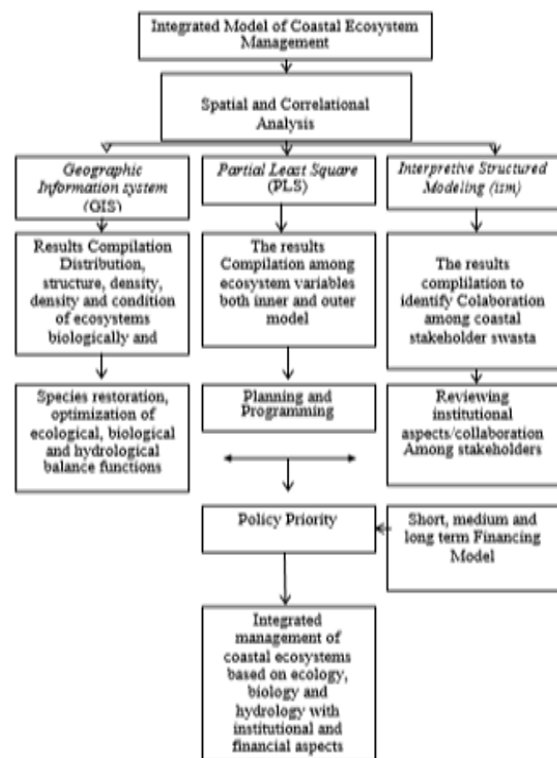 Integrated Model of Coastal Ecosystem
Management
Spatial and Correlational
Analysis
Geographic
Information system
(GIS)
Partial Least Square
(PLS)
Interpretive Structured
Modeling (ism)
Results Compilation
Distribution,
structure, density,
density and condition
of ecosystems
biologically and
The results
Compilation among
ecosystem variables
both inner and outer
model
The results
complilation to
identify Colaboration
among coastal
stakeholder swasta
Species restoration,
optimization of
ecological, biological
and hydrological
balance functions
Planning and
Programming
Reviewing
institutional
aspects/collaboration
Among stakeholders
Policy Priority
Short, medium and
long term Financing
Model
Integrated
management of
coastal ecosystems
based on ecology,
biology and
hydrology with
institutional and
financial aspects